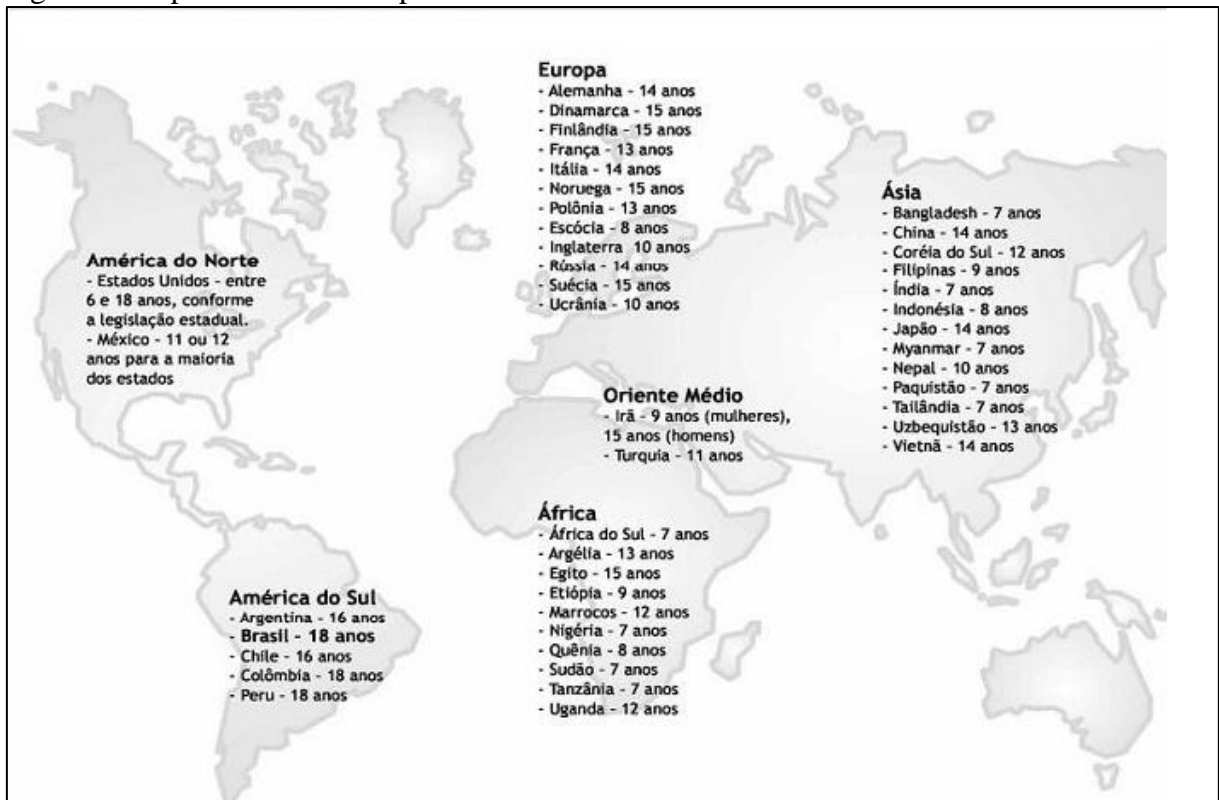 Europa
- Alemanha - 14 anos
- Dinamarca - 15 anos
- Finlândia - 15 anos
- França - 13 anos
- Itália - 14 anos
- Noruega - 15 anos
- Polônia - 13 anos
- Escócia - 8 anos
- Inglaterra 10 anos
- Rússia - 14 anos
- Suécia - 15 anos
- Ucrânia - 10 anos
Ásia
- Bangladesh - 7 anos
- China - 14 anos
- Coréia do Sul - 12 anos
- Filipinas - 9 anos
- Índia - 7 anos
- Indonésia - 8 anos
- Japão - 14 anos
- Myanmar - 7 anos
- Nepal - 10 anos
- Paquistão - 7 anos
- Tailândia - 7 anos
- Uzbequistão - 13 anos
- Vietnã - 14 anos
América do Norte
- Estados Unidos - entre
6 e 18 anos, conforme
a legislação estadual.
- México - 11 ou 12
anos para a maioria
dos estados
Oriente Médio
- Irã - 9 anos (mulheres),
15 anos (homens)
- Turquia - 11 anos
África
- África do Sul - 7 anos
- Argélia - 13 anos
- Egito - 15 anos
- Etiópia - 9 anos
- Marrocos - 12 anos
- Nigéria - 7 anos
- Quênia - 8 anos
- Sudão - 7 anos
- Tanzânia - 7 anos
- Uganda - 12 anos
América do Sul
- Argentina - 16 anos
- Brasil - 18 anos
- Chile - 16 anos
- Colômbia - 18 anos
- Peru - 18 anos